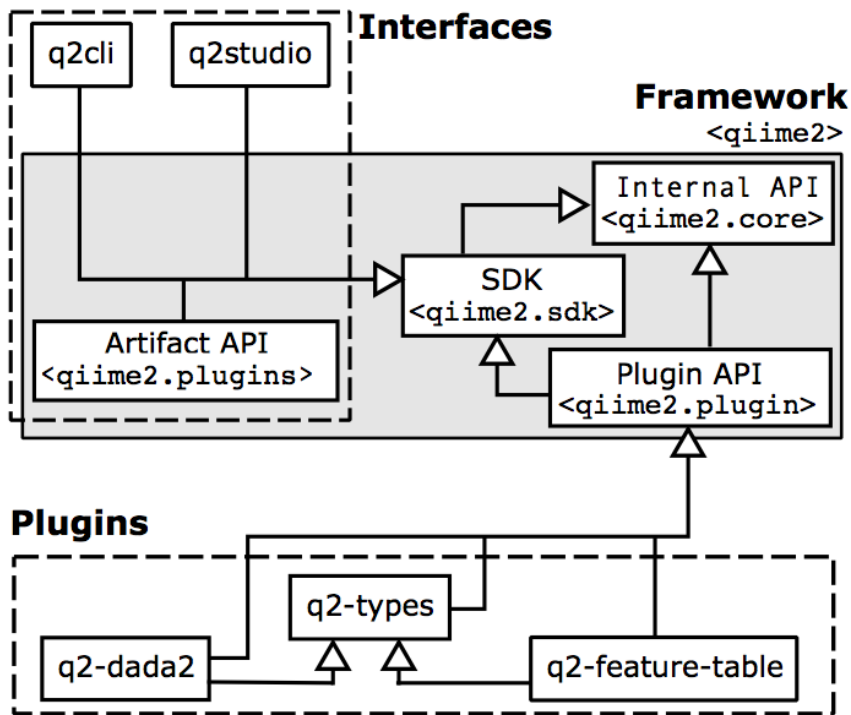 q2cli
q2studio
Interfaces
Framework
<qiime2>
Internal API
<qiime2.core>
SDK
<qiime2.sdk>
Artifact API
<qiime2.plugins>
Plugin API
<qiime2.plugin>
Plugins
q2-types
q2-dada2
q2-feature-table